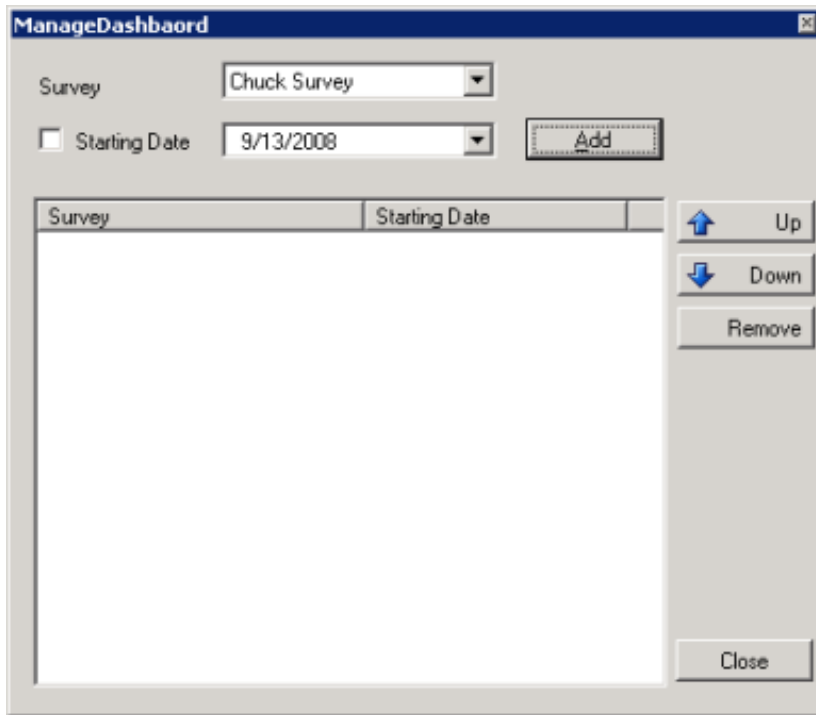 ManageDashbaord
Survey Chuck Survey
Starting Date 9/13/2008 Add
Survey Starting Date
Up
Down
Remove
Close